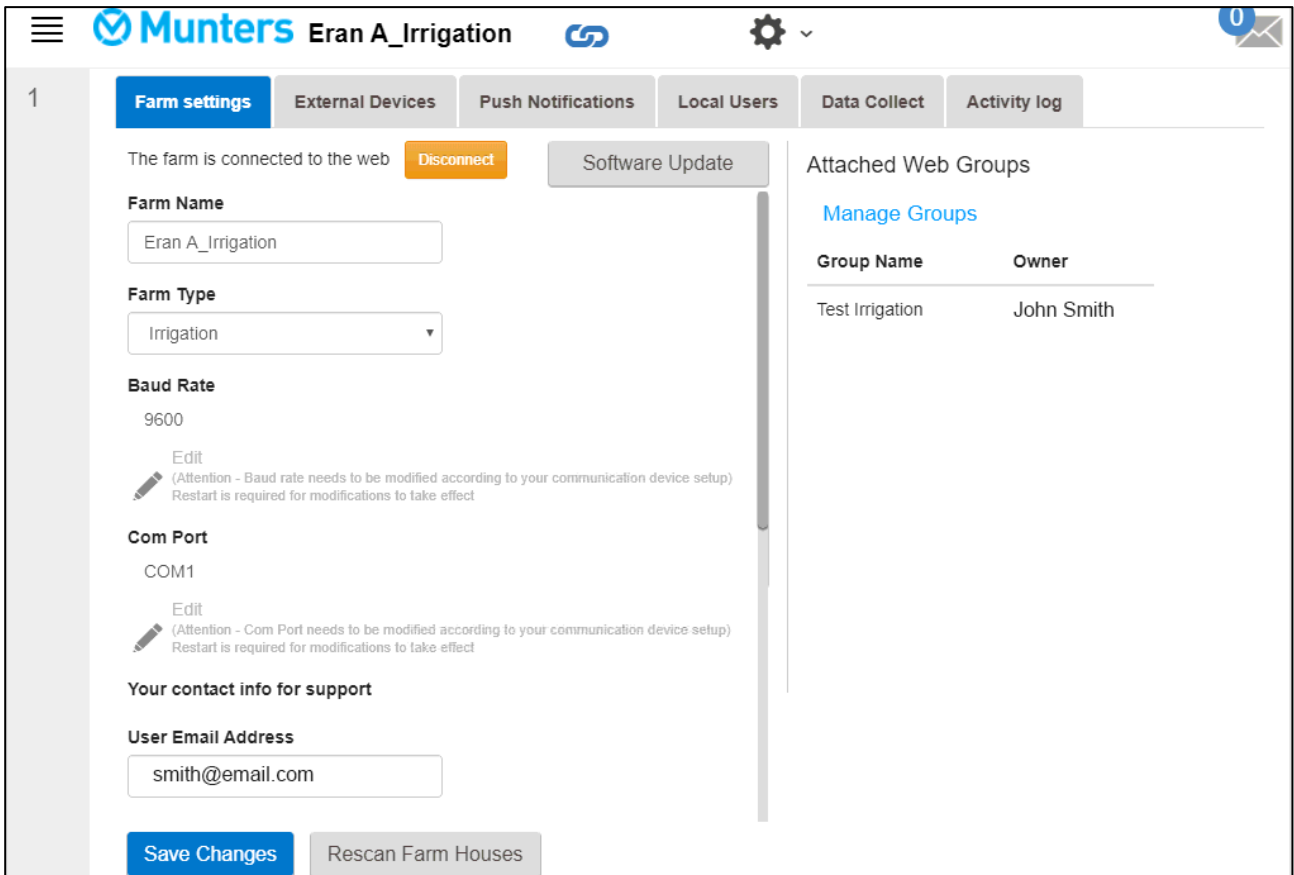 Munters Eran A_Irrigation
0
1
Farm settings External Devices Push Notifications Local Users Data Collect Activity log
The farm is connected to the web Disconnect Software Update
Farm Name
Eran A_Irrigation
Farm Type
Irrigation
Baud Rate
9600
Edit
(Attention - Baud rate needs to be modified according to your communication device setup)
Restart is required for modifications to take effect
Com Port
COM1
Edit
(Attention - Com Port needs to be modified according to your communication device setup)
Restart is required for modifications to take effect
Your contact info for support
User Email Address
smith@email.com
Save Changes Rescan Farm Houses
Attached Web Groups
Manage Groups
Group Name Owner
Test Irrigation John Smith